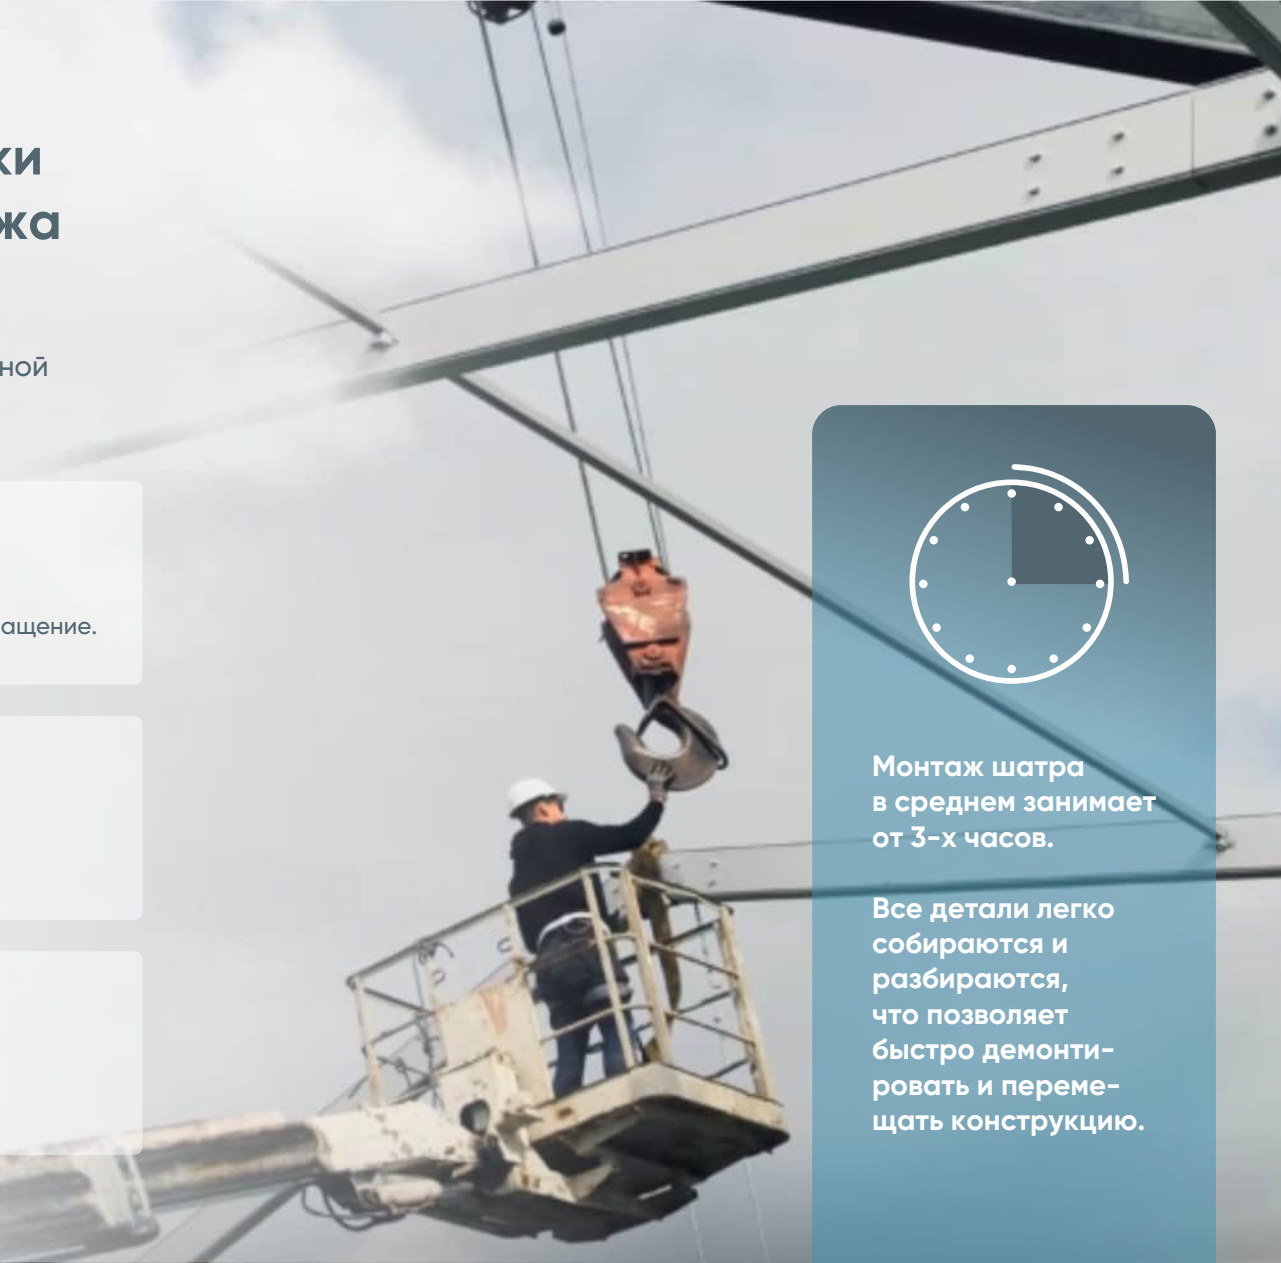 ки
жа
ной
ащение.
Монтаж шатра
в среднем занимает
от 3-х часов.
Все детали легко
собираются и
разбираются,
что позволяет
быстро демонти-
ровать и переме-
щать конструкцию.